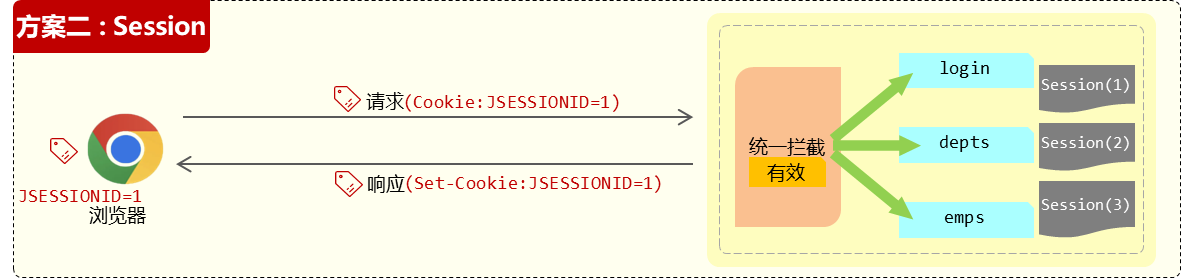 方案二：Session
请求(Cookie:JSESSIONID=1)
响应(Set-Cookie:JSESSIONID=1)
JSESSIONID=1
浏览器
统一拦截
有效
login
depts
emps
Session(1)
Session(2)
Session(3)